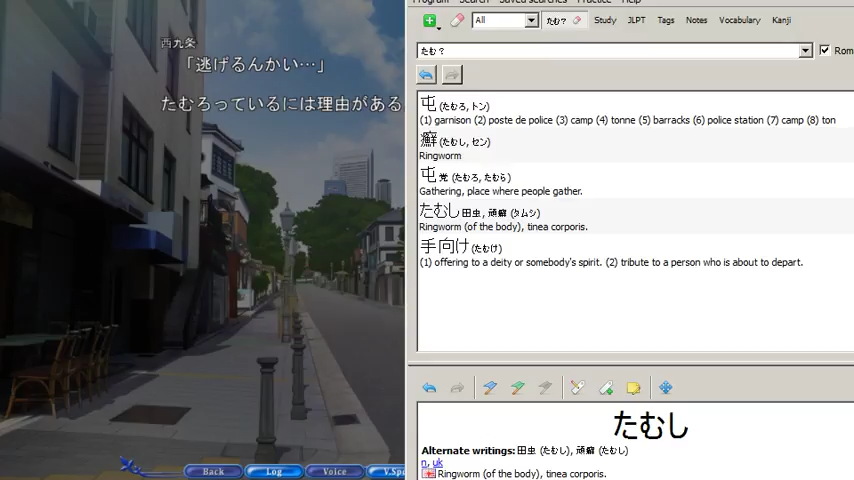 西九条
「逃げるんかい…」
たむろっているには理由がある
Back
Log
Voice
V.Sp
Program Search Saved searches Practice Help
All
たむ?
Study
JLPT
Tags
Notes
Vocabulary
Kanji
たむ?
Rom
屯 (たむろ, トン)
(1) garnison (2) poste de police (3) camp (4) tonne (5) barracks (6) police station (7) camp (8) ton
癬 (たむし, セン)
Ringworm
屯 党 (たむろ, たむら)
Gathering, place where people gather.
たむし 田虫, 頑癬 (タムシ)
Ringworm (of the body), tinea corporis.
手向け (たむけ)
(1) offering to a deity or somebody's spirit. (2) tribute to a person who is about to depart.
たむし
Alternate writings: 田虫 (たむし), 頑癬 (たむし)
n, uk
Ringworm (of the body), tinea corporis.